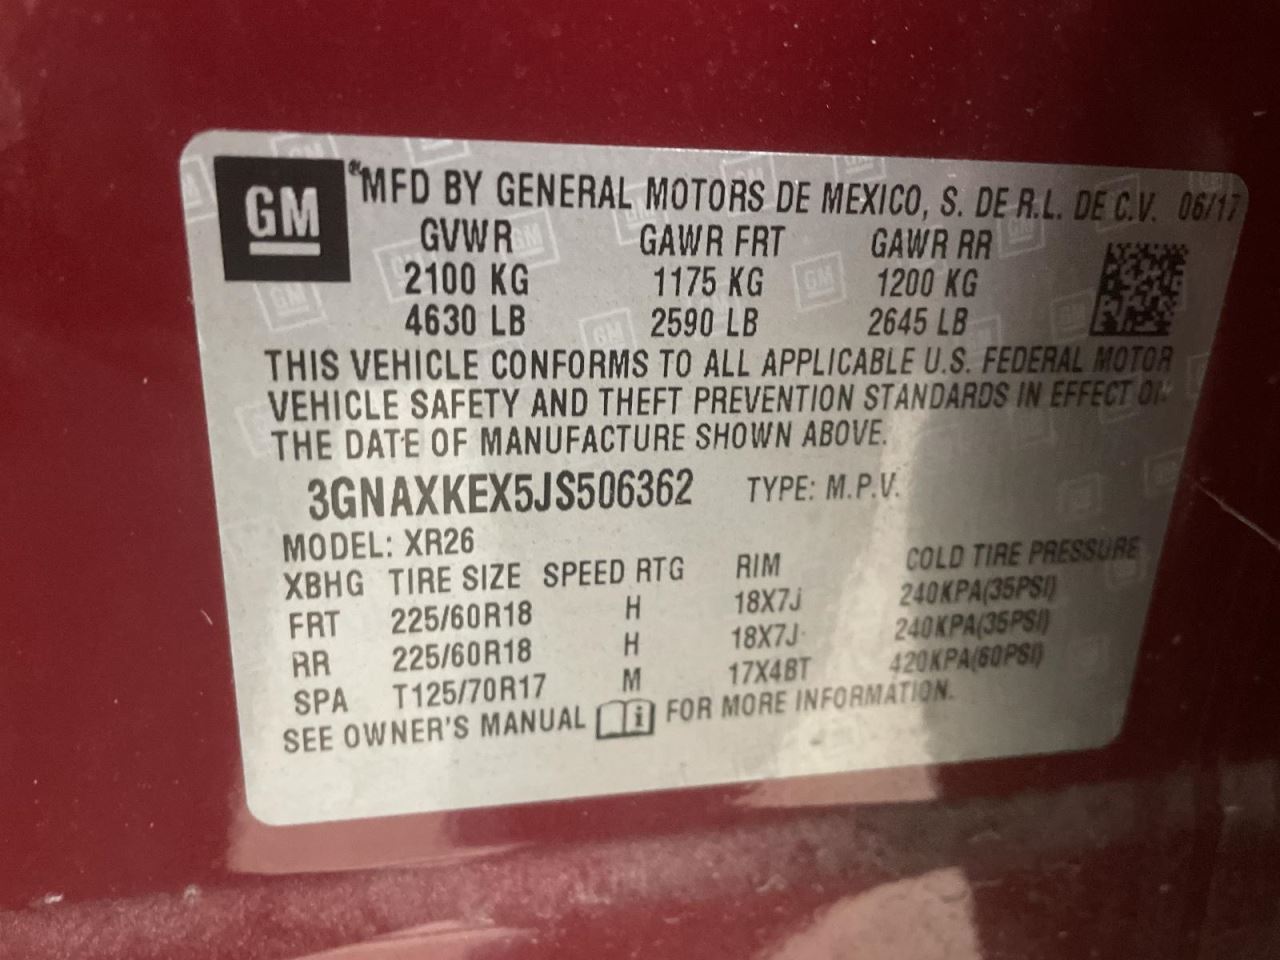 GM
MFD BY GENERAL MOTORS DE MEXICO, S. DE R.L. DE C.V. 06/17
GVWR GAWR FRT GAWR RR
2100 KG 1175 KG 1200 KG
4630 LB 2590 LB 2645 LB
THIS VEHICLE CONFORMS TO ALL APPLICABLE U.S. FEDERAL MOTOR
VEHICLE SAFETY AND THEFT PREVENTION STANDARDS IN EFFECT ON
THE DATE OF MANUFACTURE SHOWN ABOVE.
3GNAXKEX5JS506362 TYPE: M.P.V.
MODEL: XR26
XBHG TIRE SIZE SPEED RTG RIM COLD TIRE PRESSURE
FRT 225/60R18 H 18X7J 240KPA(35PSI)
RR 225/60R18 H 18X7J 240KPA(35PSI)
SPA T125/70R17 M 17X4BT 420KPA(60PSI)
SEE OWNER'S MANUAL i FOR MORE INFORMATION.